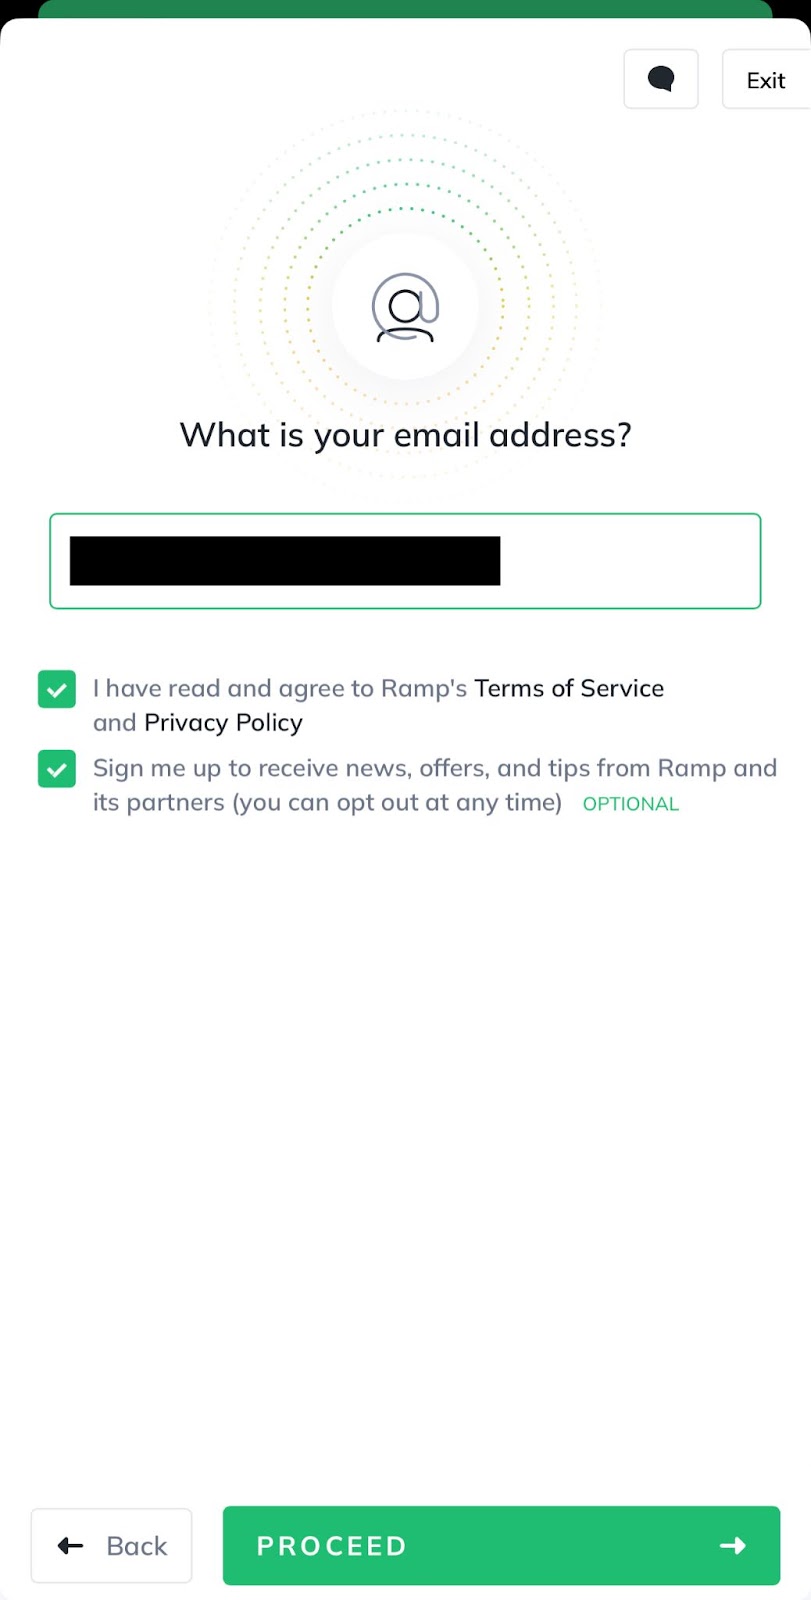 Exit
What is your email address?
I have read and agree to Ramp's Terms of Service
and Privacy Policy
Sign me up to receive news, offers, and tips from Ramp and
its partners (you can opt out at any time) OPTIONAL
Back
PROCEED